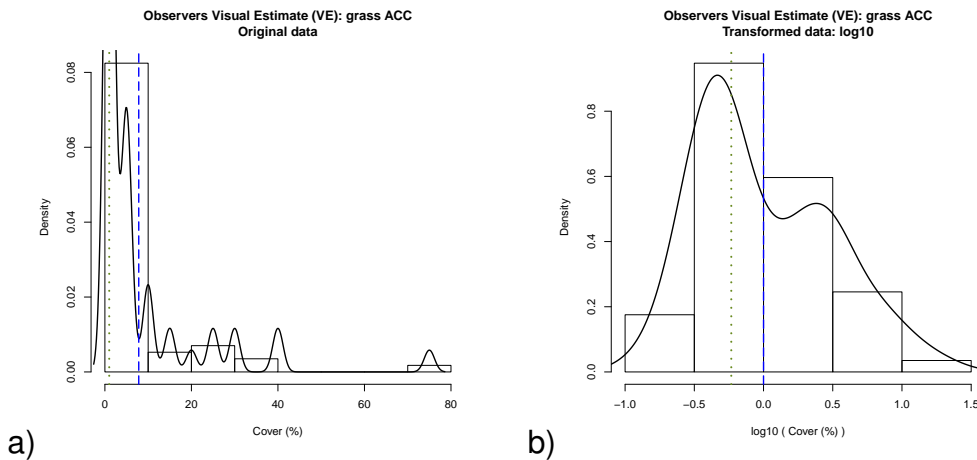 Observers Visual Estimate (VE): grass ACC
Original data
Density
0.00 0.02 0.04 0.06 0.08
0 20 40 60 80
Cover (%)
a)
Observers Visual Estimate (VE): grass ACC
Transformed data: log10
Density
0.0 0.2 0.4 0.6 0.8
−1.0 −0.5 0.0 0.5 1.0 1.5
log10 ( Cover (%) )
b)